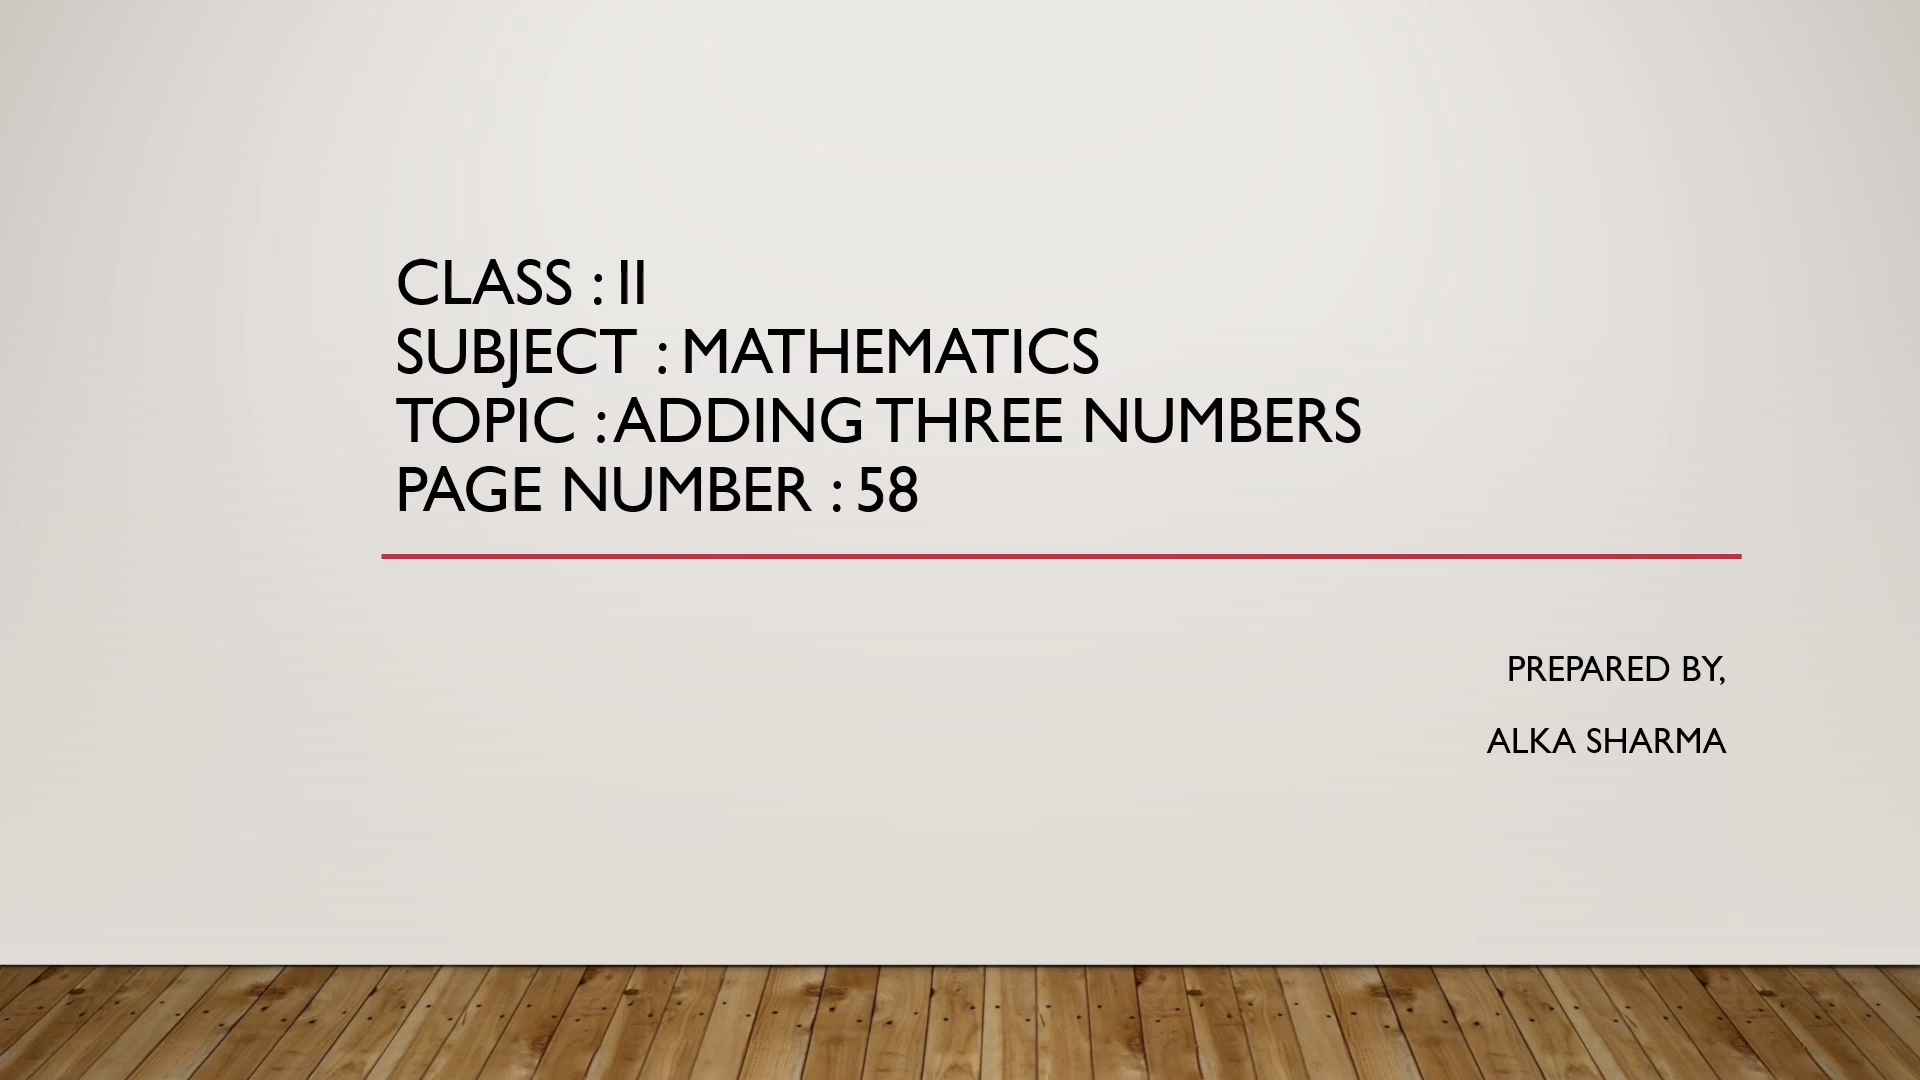 CLASS : II
SUBJECT : MATHEMATICS
TOPIC : ADDING THREE NUMBERS
PAGE NUMBER : 58
PREPARED BY,
ALKA SHARMA